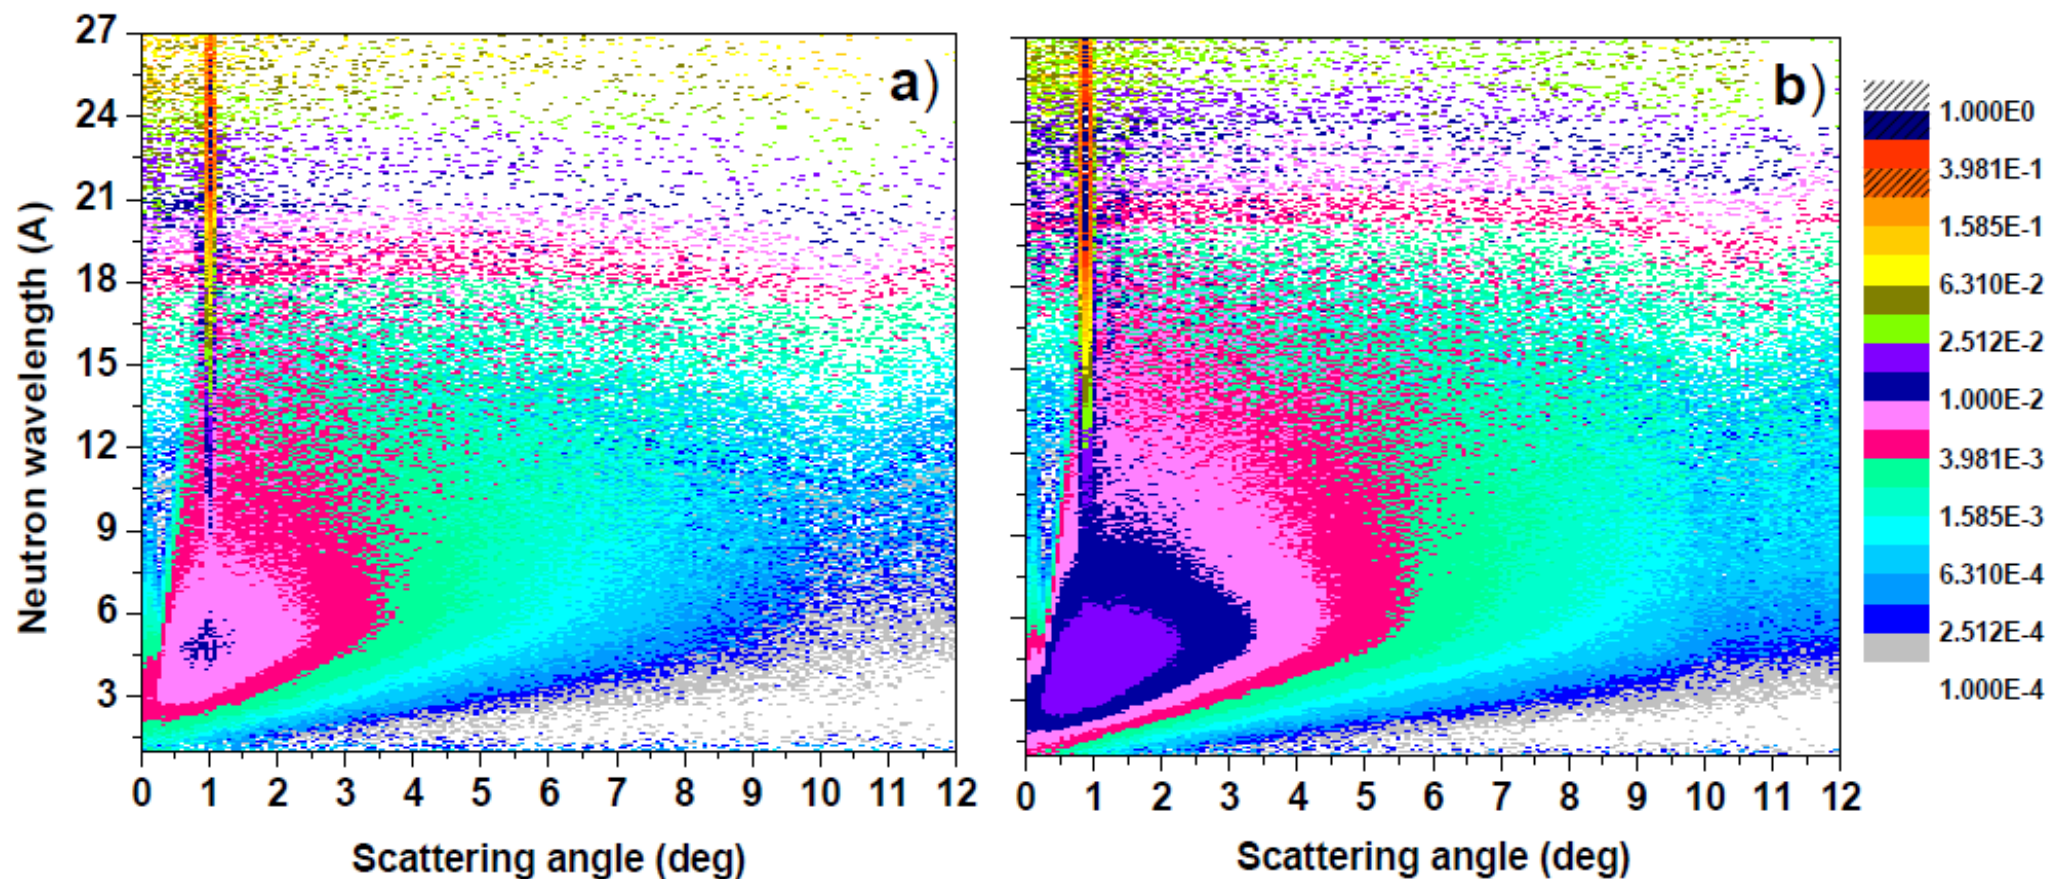 a)
b)
27
24
21
18
15
12
9
6
3
Neutron wavelength (A)
0 1 2 3 4 5 6 7 8 9 10 11 12
Scattering angle (deg)
0 1 2 3 4 5 6 7 8 9 10 11 12
Scattering angle (deg)
1.000E0
3.981E-1
1.585E-1
6.310E-2
2.512E-2
1.000E-2
3.981E-3
1.585E-3
6.310E-4
2.512E-4
1.000E-4